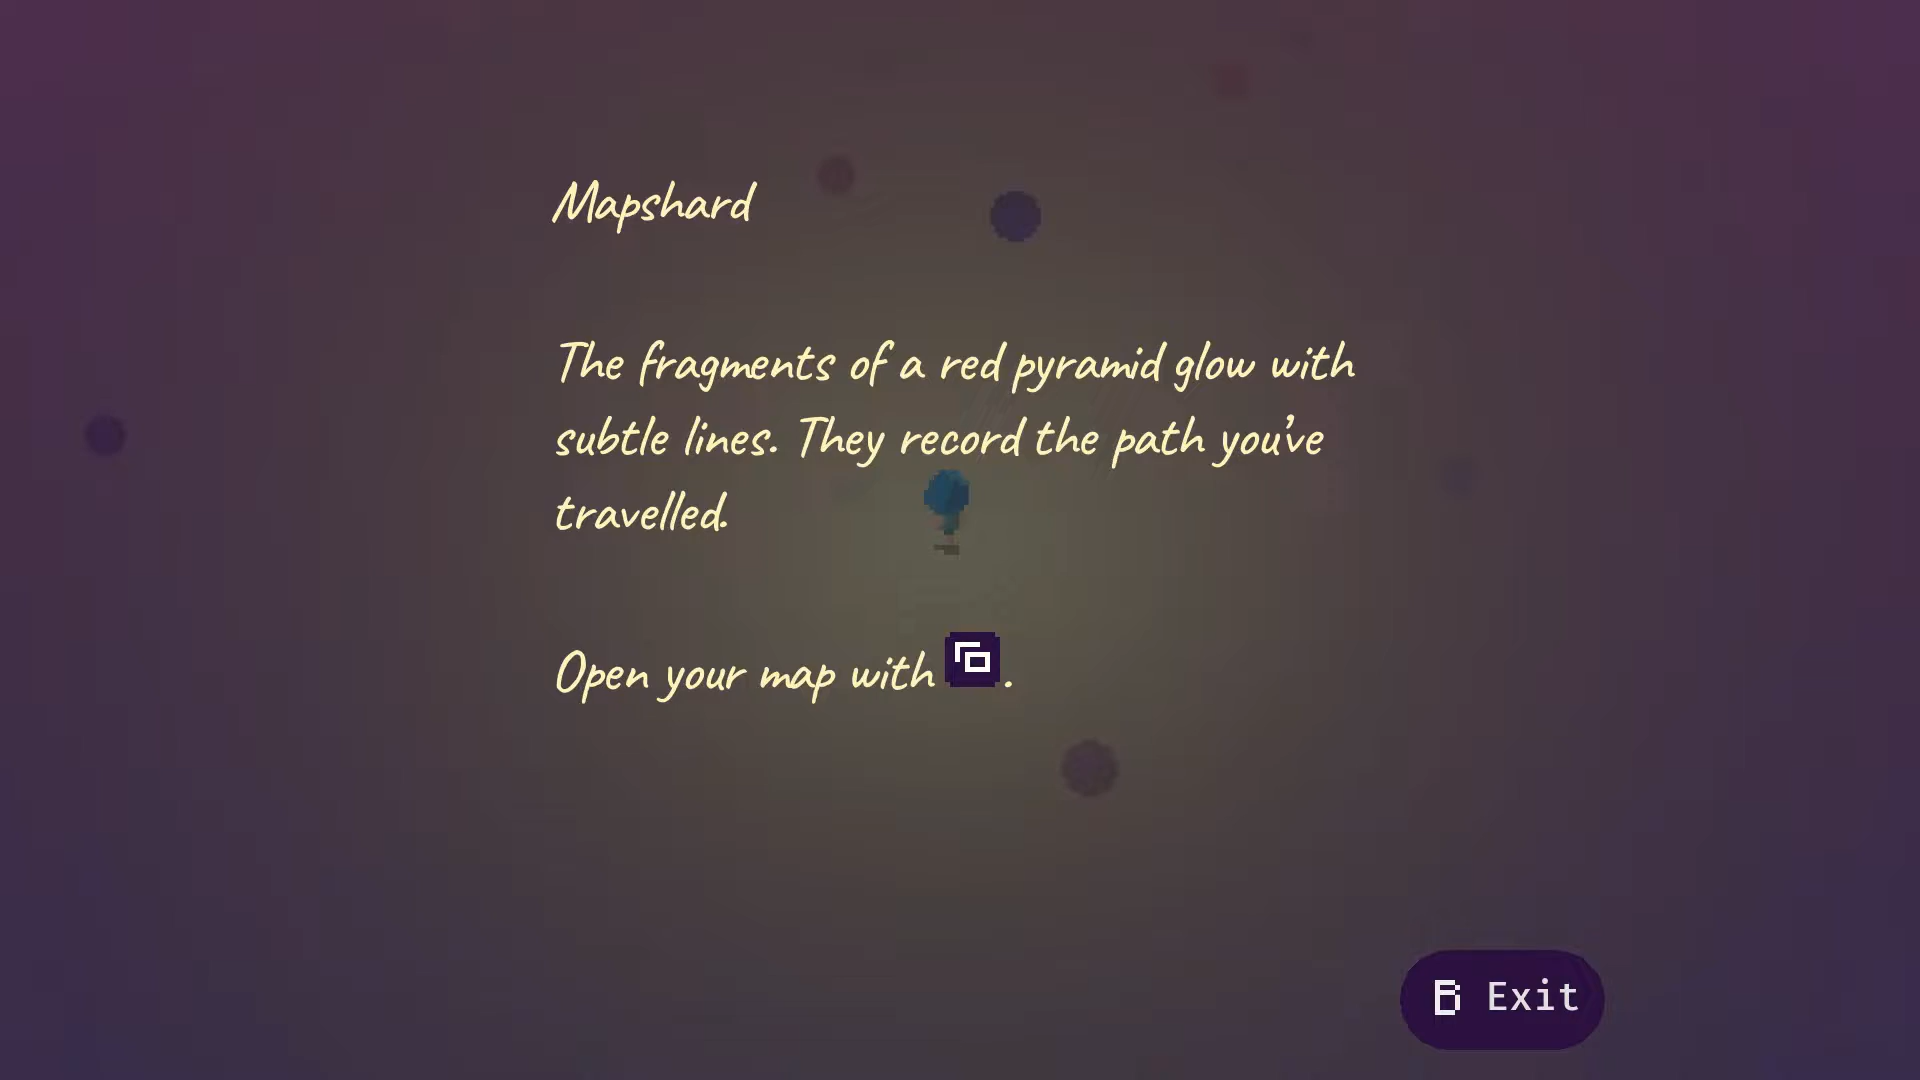 Mapshard
The fragments of a red pyramid glow with
subtle lines. They record the path you've
travelled.
Open your map with .
B Exit